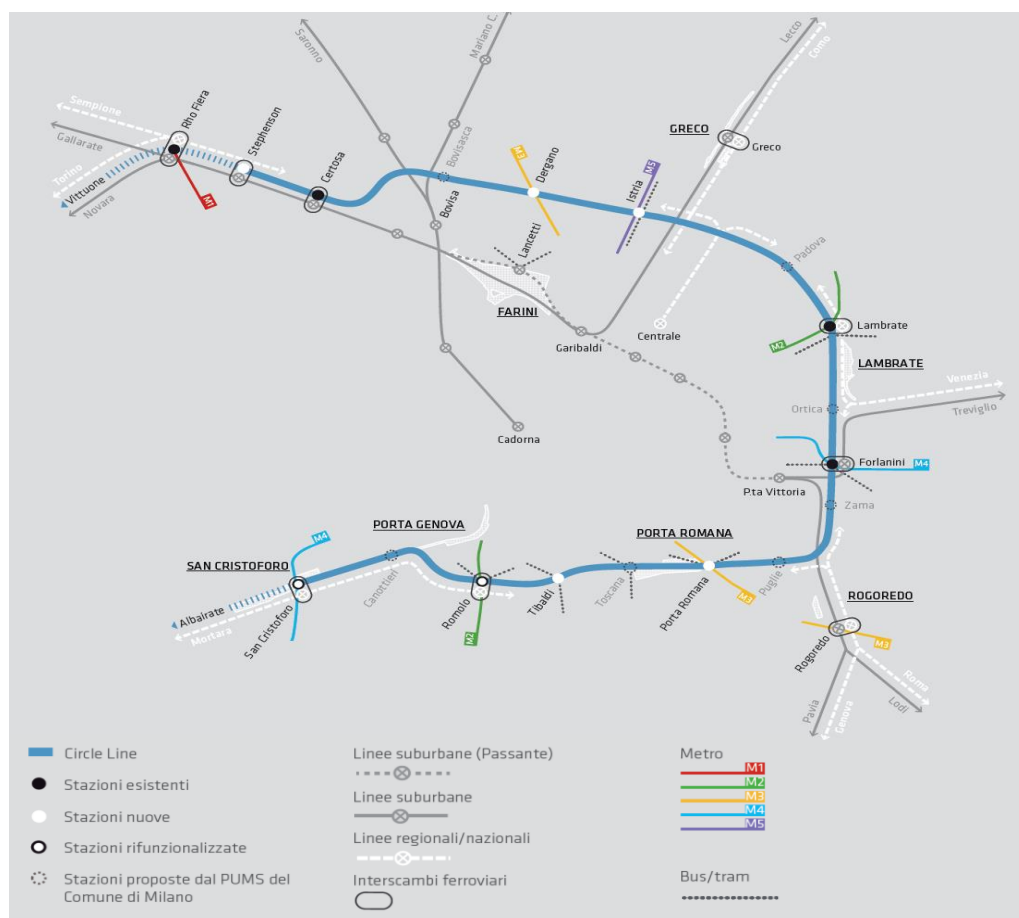 Saronno
Mariano C.
Lecco
Como
Sempione
Gallarate
Rho Fiera
Stephenson
Torino
Vittuone
Novara
M1
Certosa
Bovisasca
Bovisa
M3
Dergano
M5
Istria
GRECO
Greco
Padova
Lancetti
FARINI
Garibaldi
Centrale
Lambrate
M2
LAMBRATE
Venezia
Treviglio
Ortica
Cadorna
Forlanini
M4
P.ta Vittoria
Zama
PORTA GENOVA
PORTA ROMANA
M4
SAN CRISTOFORO
Albairate
Mortara
San Cristoforo
Canottieri
Romolo
M2
Tibaldi
Toscana
Porta Romana
M3
Puglie
ROGOREDO
Rogoredo
M3
Roma
Lodi
Pavia
Genova
Circle Line
Stazioni esistenti
Stazioni nuove
Stazioni rifunzionalizzate
Stazioni proposte dal PUMS del
Comune di Milano
Linee suburbane (Passante)
Linee suburbane
Linee regionali/nazionali
Interscambi ferroviari
Metro
M1
M2
M3
M4
M5
Bus/tram